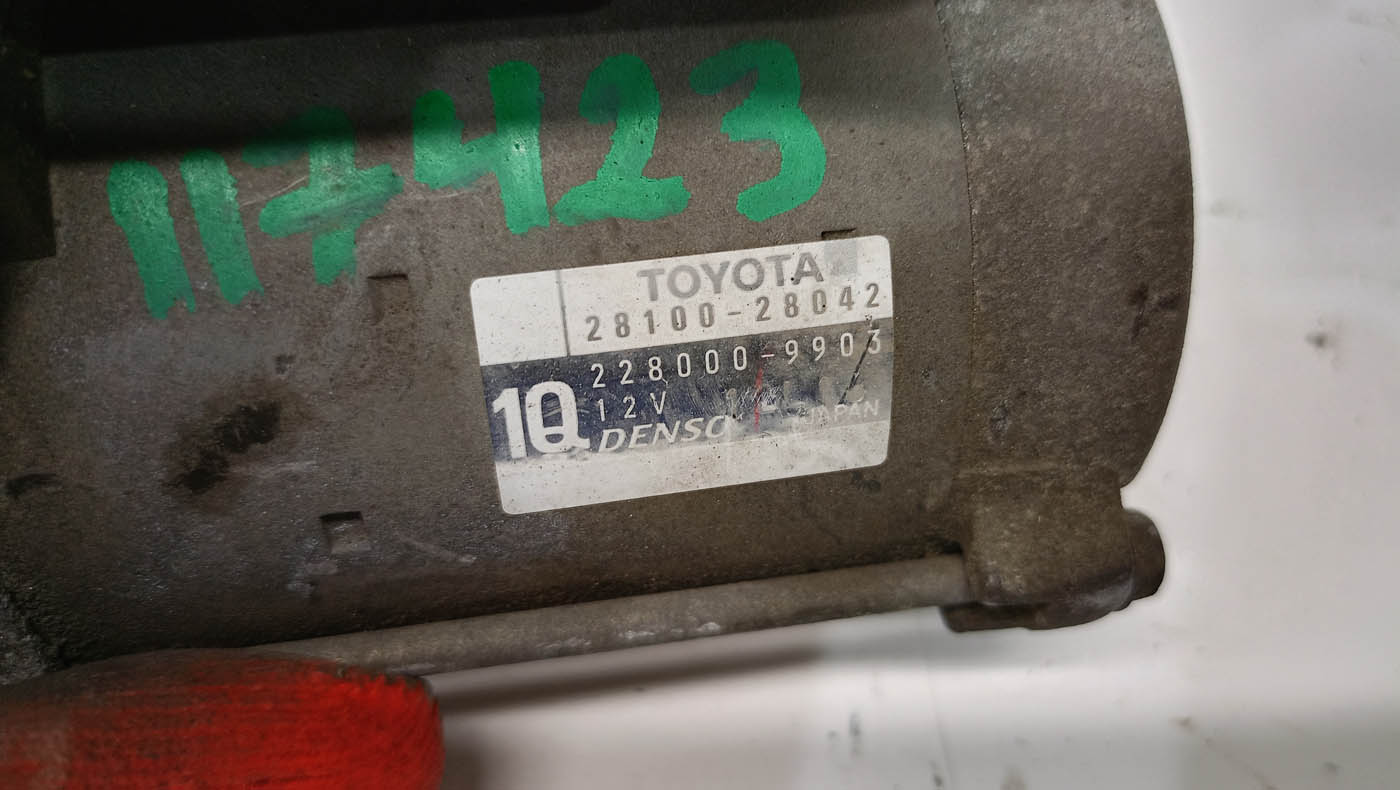 117423
TOYOTA
28100-28042
228000-9903
1Q
12V
DENSO
JAPAN